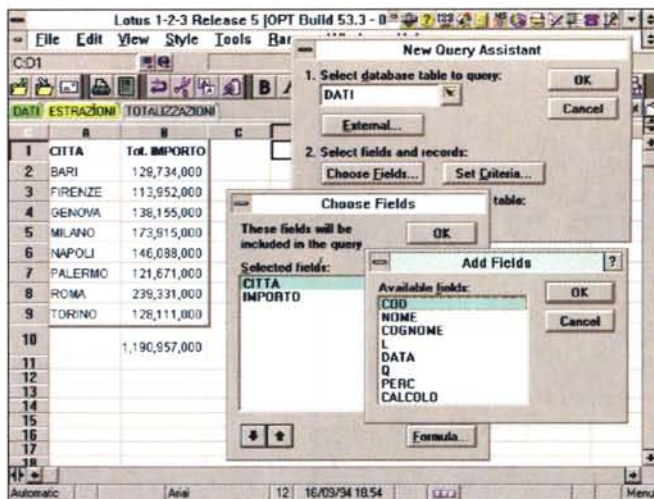 Lotus 1-2-3 Release 5 [OPT Build 53.3 -
File Edit View Style Tools
C:D1
DATI ESTRAZIONI TOTALIZZAZIONI
A B C
1 CITTA Tot. IMPORTO
2 BARI 129,734,000
3 FIRENZE 113,952,000
4 GENOVA 138,155,000
5 MILANO 173,915,000
6 NAPOLI 146,088,000
7 PALERMO 121,671,000
8 ROMA 239,331,000
9 TORINO 128,111,000
10 1,190,957,000
11
12
13
14
15
16
17
18
New Query Assistant
1. Select database table to query:
DATI
OK
Cancel
External...
2. Select fields and records:
Choose Fields... Set Criteria...
table:
Choose Fields
These fields will be
included in the query
OK
Selected fields:
CITTA
IMPORTO
Formula...
Add Fields ?
Available fields:
COD
NOME
COGNOME
L
DATA
Q
PERC
CALCOLO
OK
Cancel
Automatic Arial 12 16/09/94 18.54 Menu